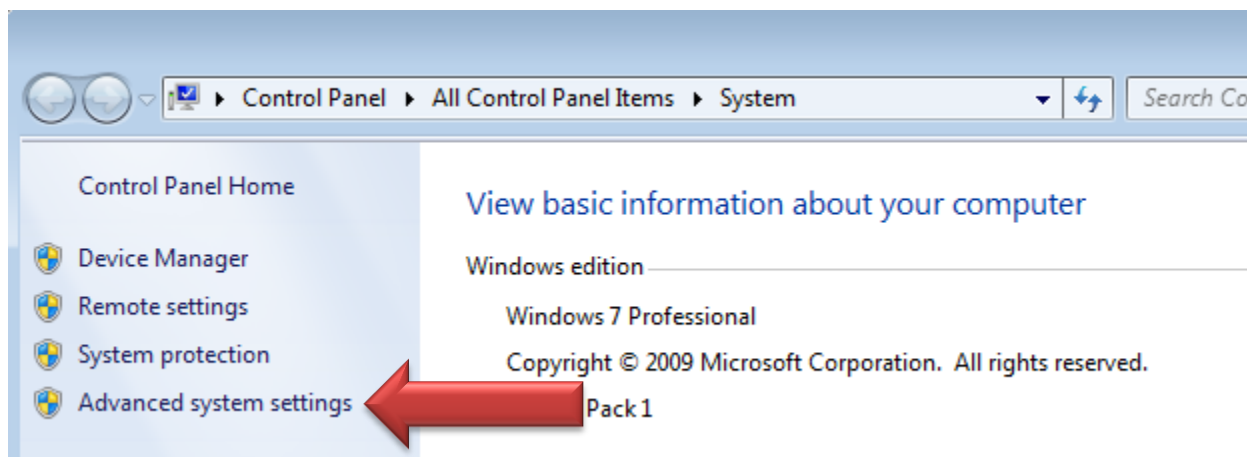 Control Panel ▸ All Control Panel Items ▸ System
Search Co
Control Panel Home
Device Manager
Remote settings
System protection
Advanced system settings
View basic information about your computer
Windows edition
Windows 7 Professional
Copyright © 2009 Microsoft Corporation. All rights reserved.
Pack 1